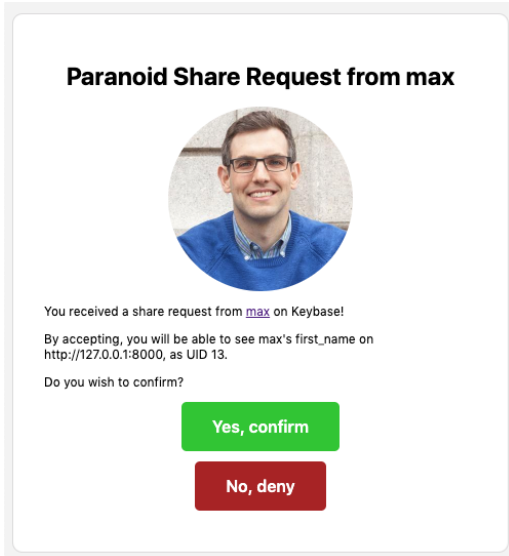 Paranoid Share Request from max
You received a share request from max on Keybase!
By accepting, you will be able to see max's first_name on
http://127.0.0.1:8000, as UID 13.
Do you wish to confirm?
Yes, confirm
No, deny